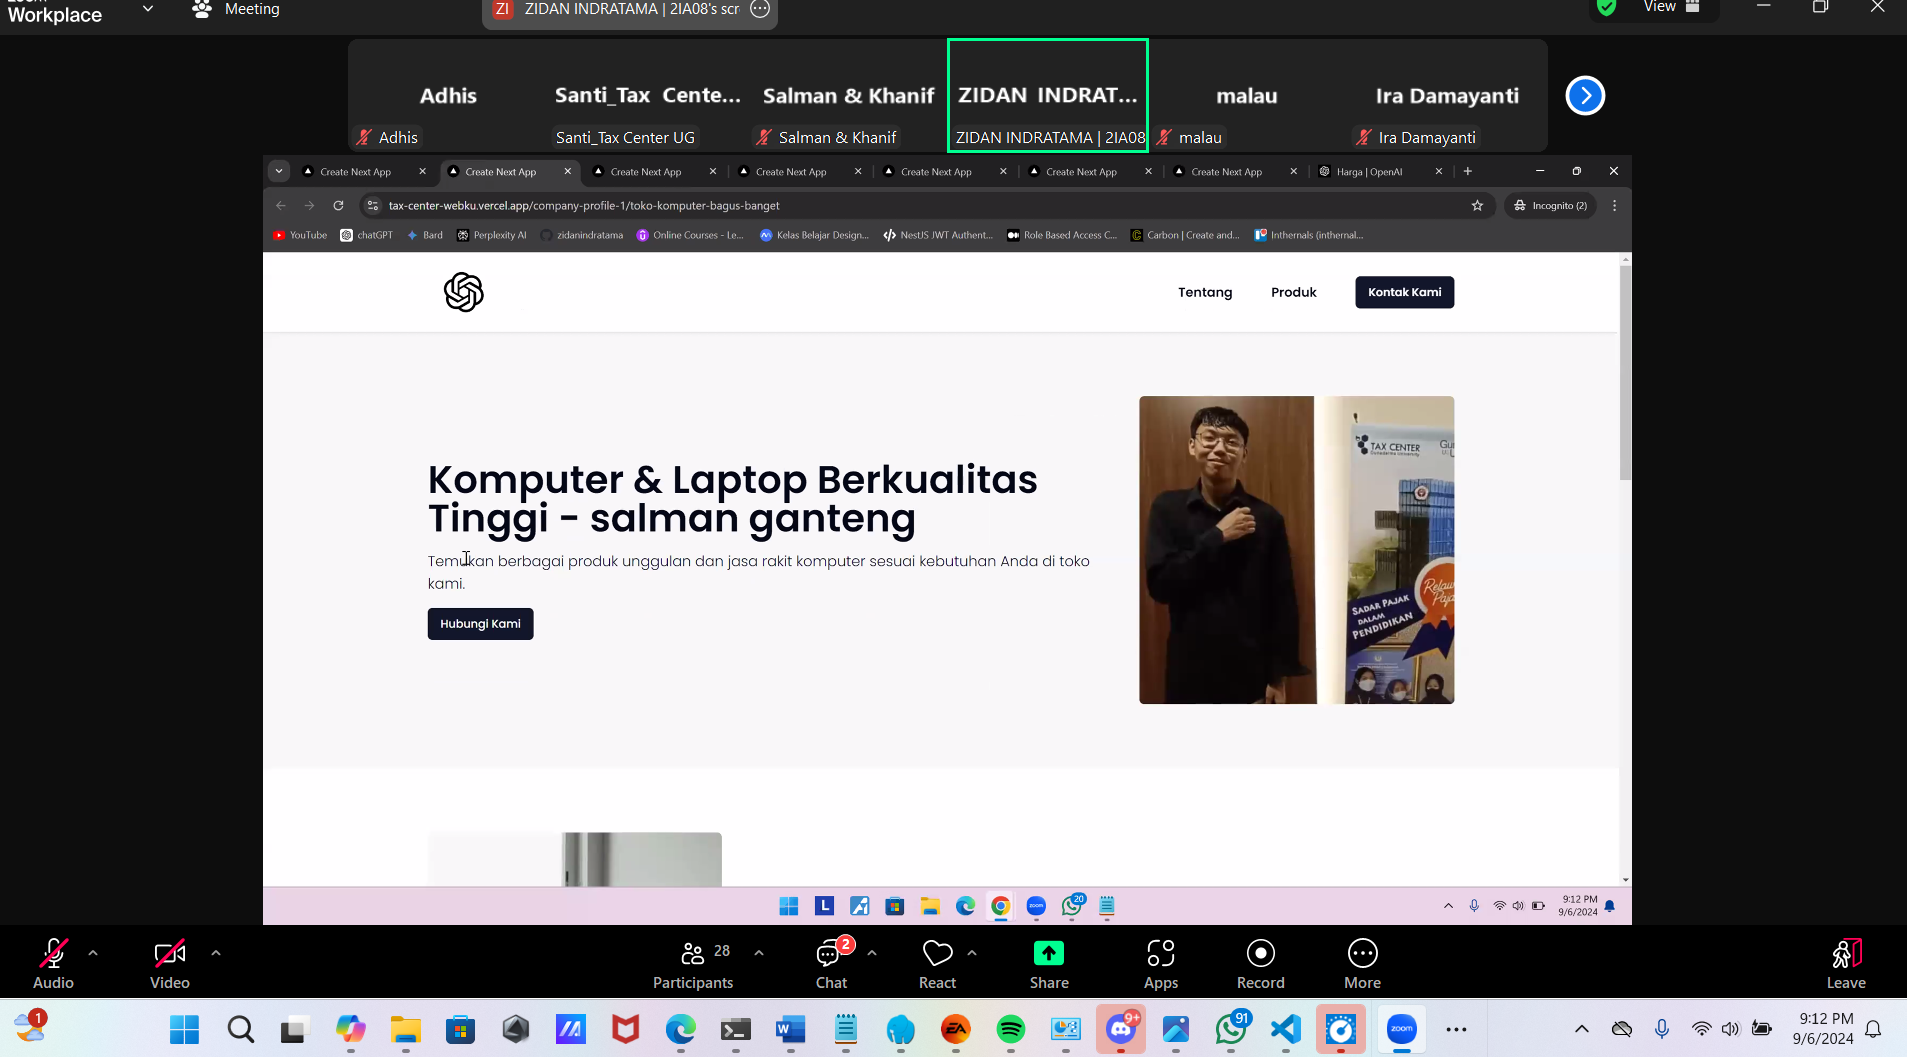 Workplace
Meeting
ZI ZIDAN INDRATAMA | 2IA08's scr
View
Adhis
Santi_Tax Cente...
Salman & Khanif
ZIDAN INDRAT...
malau
Ira Damayanti
Adhis
Santi_Tax Center UG
Salman & Khanif
ZIDAN INDRATAMA | 2IA08
malau
Ira Damayanti
Create Next App
Create Next App
Create Next App
Create Next App
Create Next App
Create Next App
Create Next App
Harga | OpenAI
tax-center-webku.vercel.app/company-profile-1/toko-komputer-bagus-banget
Incognito (2)
YouTube
chatGPT
Bard
Perplexity AI
zidanindratama
Online Courses - Le...
Kelas Belajar Design...
NestJS JWT Authent...
Role Based Access C...
Carbon | Create and...
Inthernals (inthernal...
Tentang
Produk
Kontak Kami
Komputer & Laptop Berkualitas
Tinggi - salman ganteng
Temukan berbagai produk unggulan dan jasa rakit komputer sesuai kebutuhan Anda di toko
kami.
Hubungi Kami
TAX CENTER
SADAR PAJAK
DALAM
PENDIDIKAN
L
zoom
20
9:12 PM
9/6/2024
Audio
Video
28
Participants
2
Chat
React
Share
Apps
Record
More
Leave
1
W
EA
9+
91
zoom
9:12 PM
9/6/2024